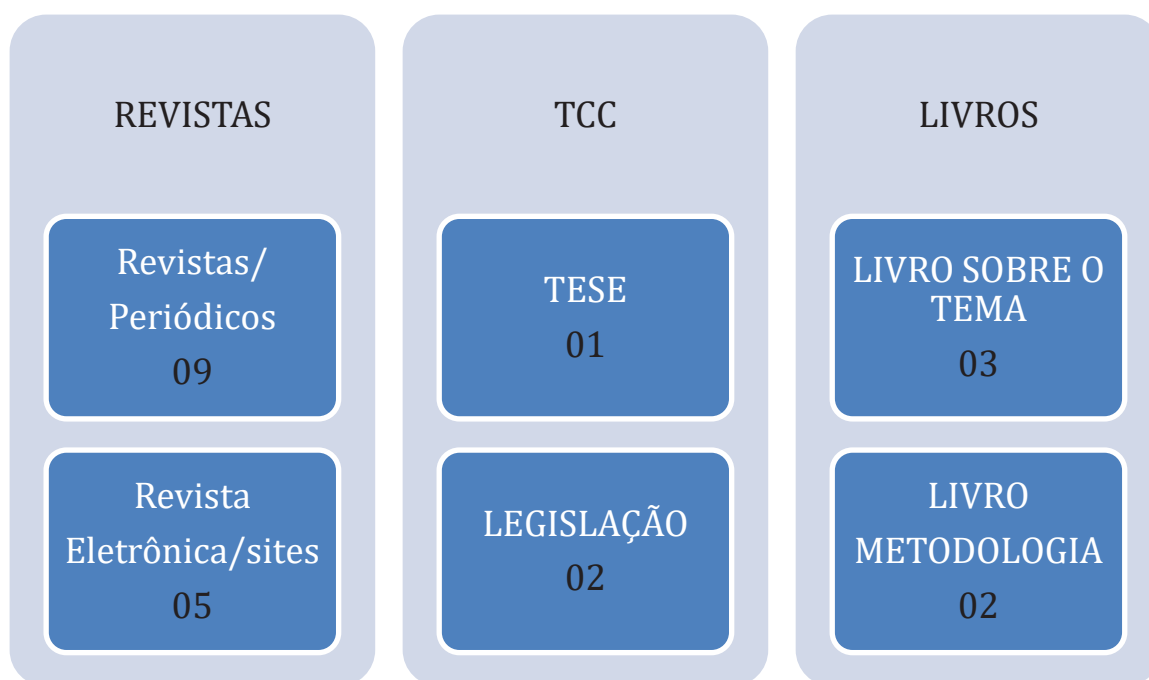 REVISTAS
Revistas/
Periódicos
09
Revista
Eletrônica/sites
05
TCC
TESE
01
LEGISLAÇÃO
02
LIVROS
LIVRO SOBRE O
TEMA
03
LIVRO
METODOLOGIA
02